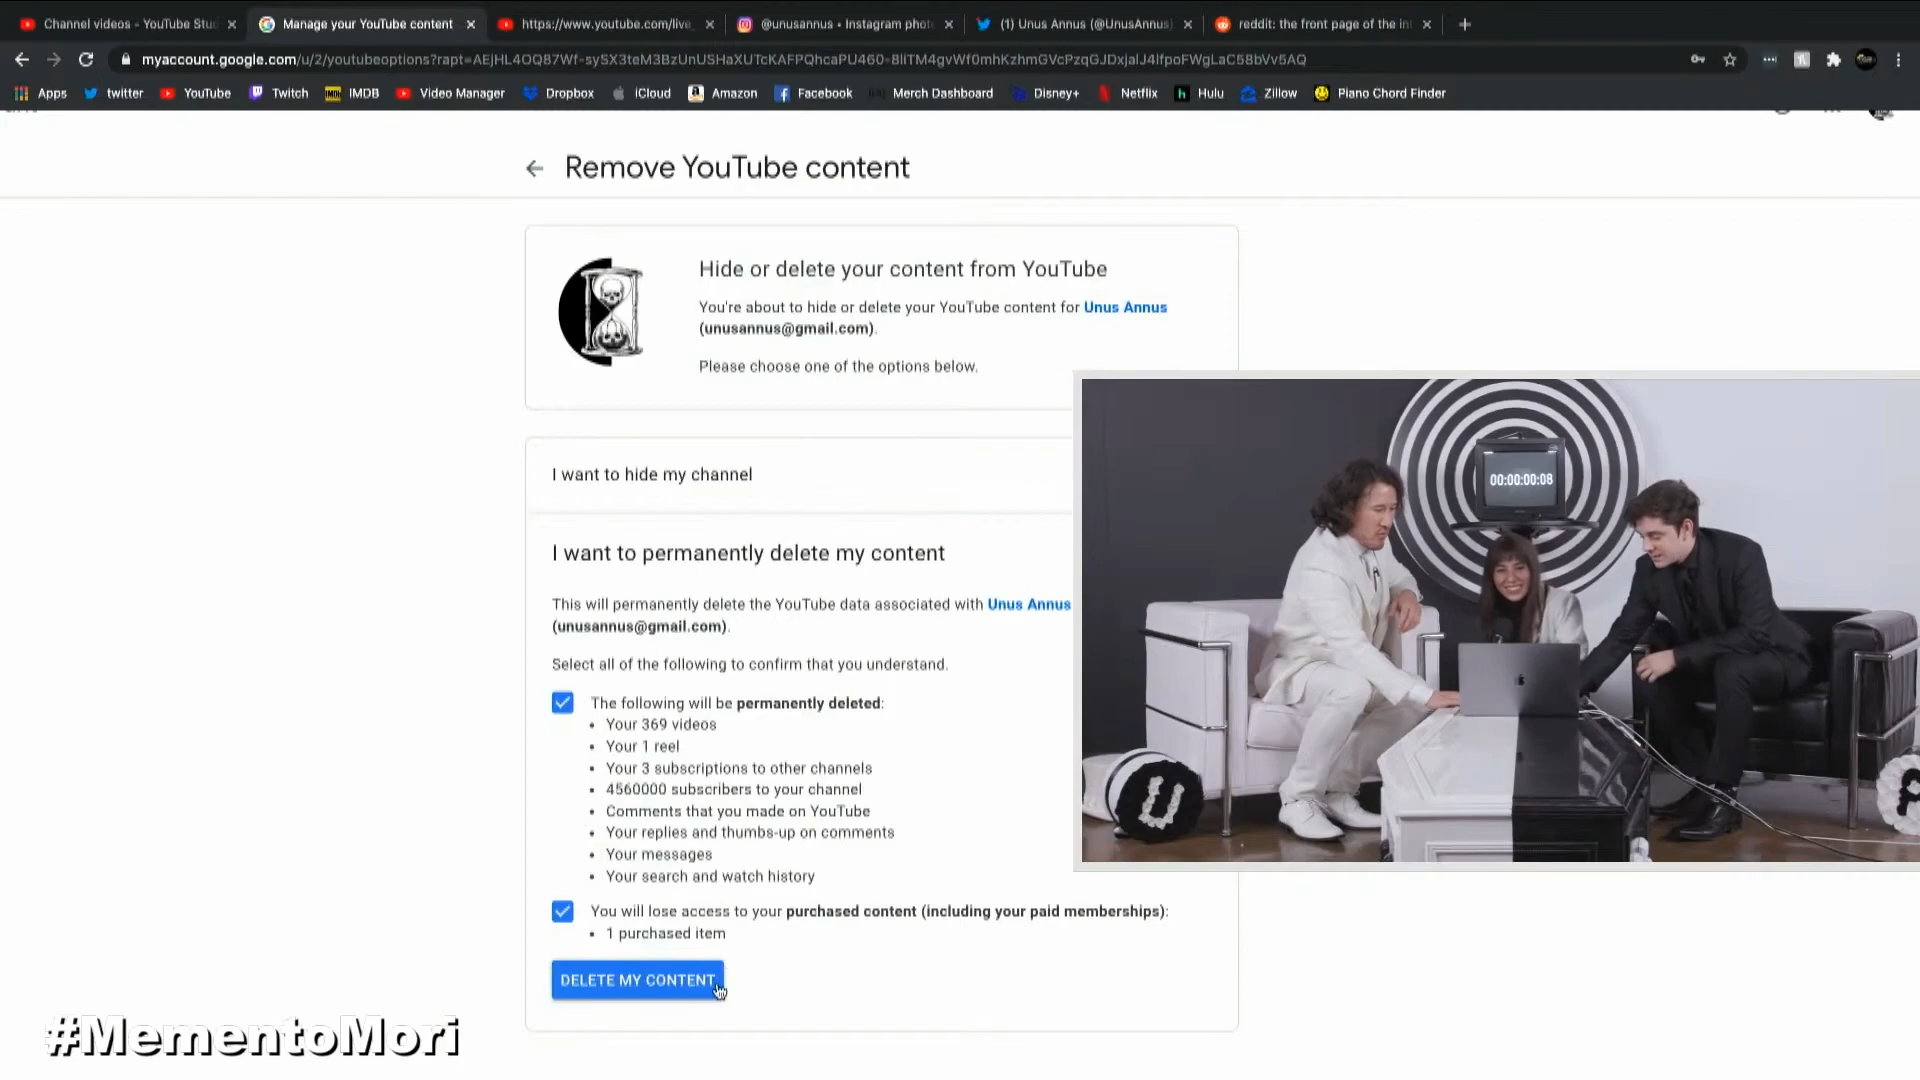 Channel videos - YouTube Stu
Manage your YouTube content
https://www.youtube.com/live_
@unusannus • Instagram phot
(1) Unus Annus (@UnusAnnus)
reddit: the front page of the in
myaccount.google.com/u/2/youtubeoptions?rapt=
Apps twitter YouTube Twitch IMDB Video Manager Dropbox iCloud Amazon Facebook Merch Dashboard Disney+ Netflix Hulu Zillow Piano Chord Finder
Remove YouTube content
Hide or delete your content from YouTube
You're about to hide or delete your YouTube content for Unus Annus
(unusannus@gmail.com).
Please choose one of the options below.
I want to hide my channel
00:00:00:08
I want to permanently delete my content
This will permanently delete the YouTube data associated with Unus Annus
(unusannus@gmail.com).
Select all of the following to confirm that you understand.
The following will be permanently deleted:
• Your 369 videos
• Your 1 reel
• Your 3 subscriptions to other channels
• 4560000 subscribers to your channel
• Comments that you made on YouTube
• Your replies and thumbs-up on comments
• Your messages
• Your search and watch history
U
You will lose access to your purchased content (including your paid memberships):
• 1 purchased item
DELETE MY CONTENT
#MementoMori